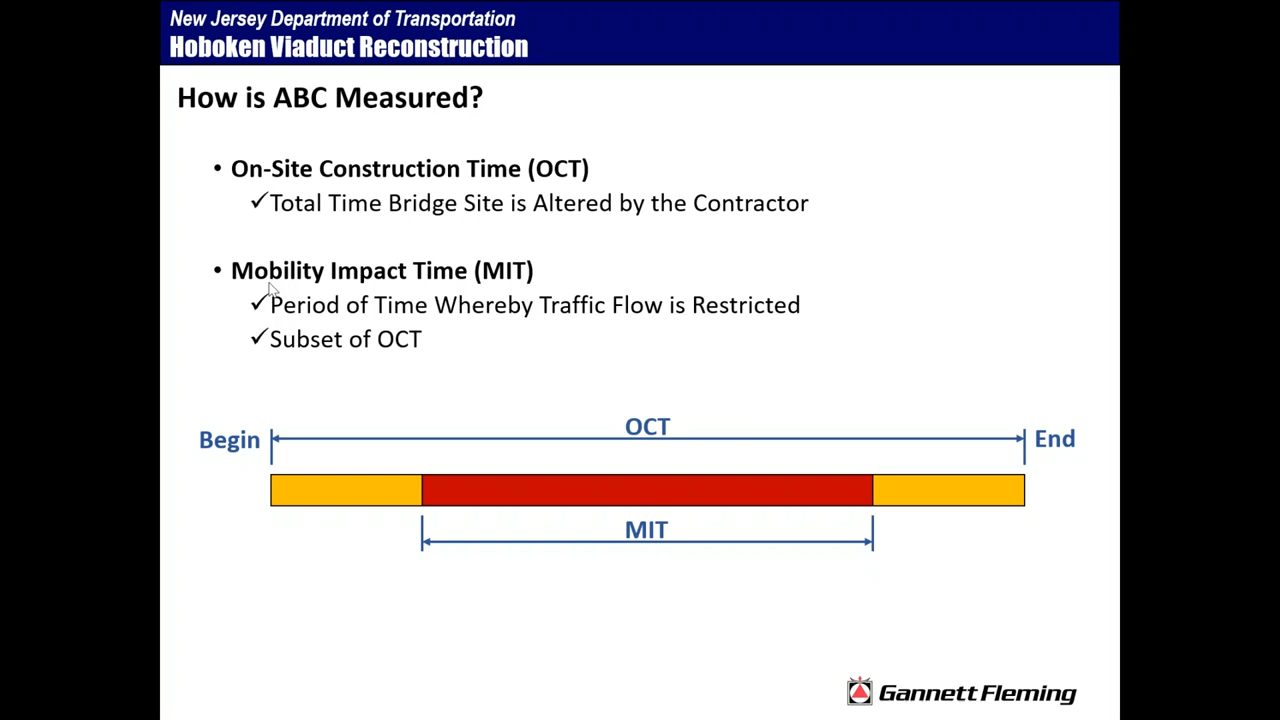 New Jersey Department of Transportation
Hoboken Viaduct Reconstruction
How is ABC Measured?
• On-Site Construction Time (OCT)
✓Total Time Bridge Site is Altered by the Contractor
• Mobility Impact Time (MIT)
✓Period of Time Whereby Traffic Flow is Restricted
✓Subset of OCT
OCT
Begin
End
MIT
Gannett Fleming